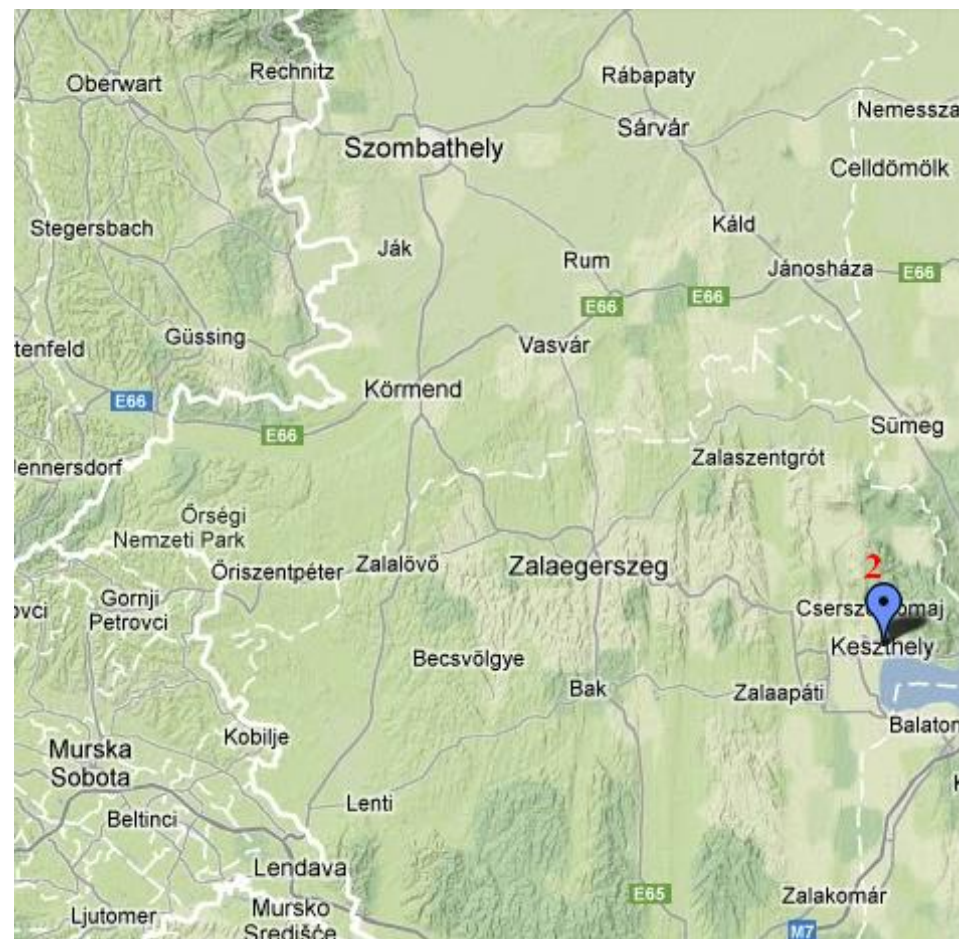 Rechnitz
Oberwart
Rábapaty
Nemessza
Sárvár
Szombathely
Celldömölk
Stegersbach
Káld
Ják
Rum
Jánosháza
E66
E66
E66
Güssing
Vasvár
tenfeld
Körmend
E66
E66
Sümeg
Jennersdorf
Zalaszentgrót
Őrségi
Nemzeti Park
Zalalövő
Zalaegerszeg
Őriszentpéter
2
ovci
Gornji
Petrovci
Keszthely
Becsvölgye
Bak
Zalaapáti
Balaton
Kobilje
Murska
Sobota
Lenti
Beltinci
Lendava
E65
Zalakomár
Ljutomer
Mursko
Središće
M7